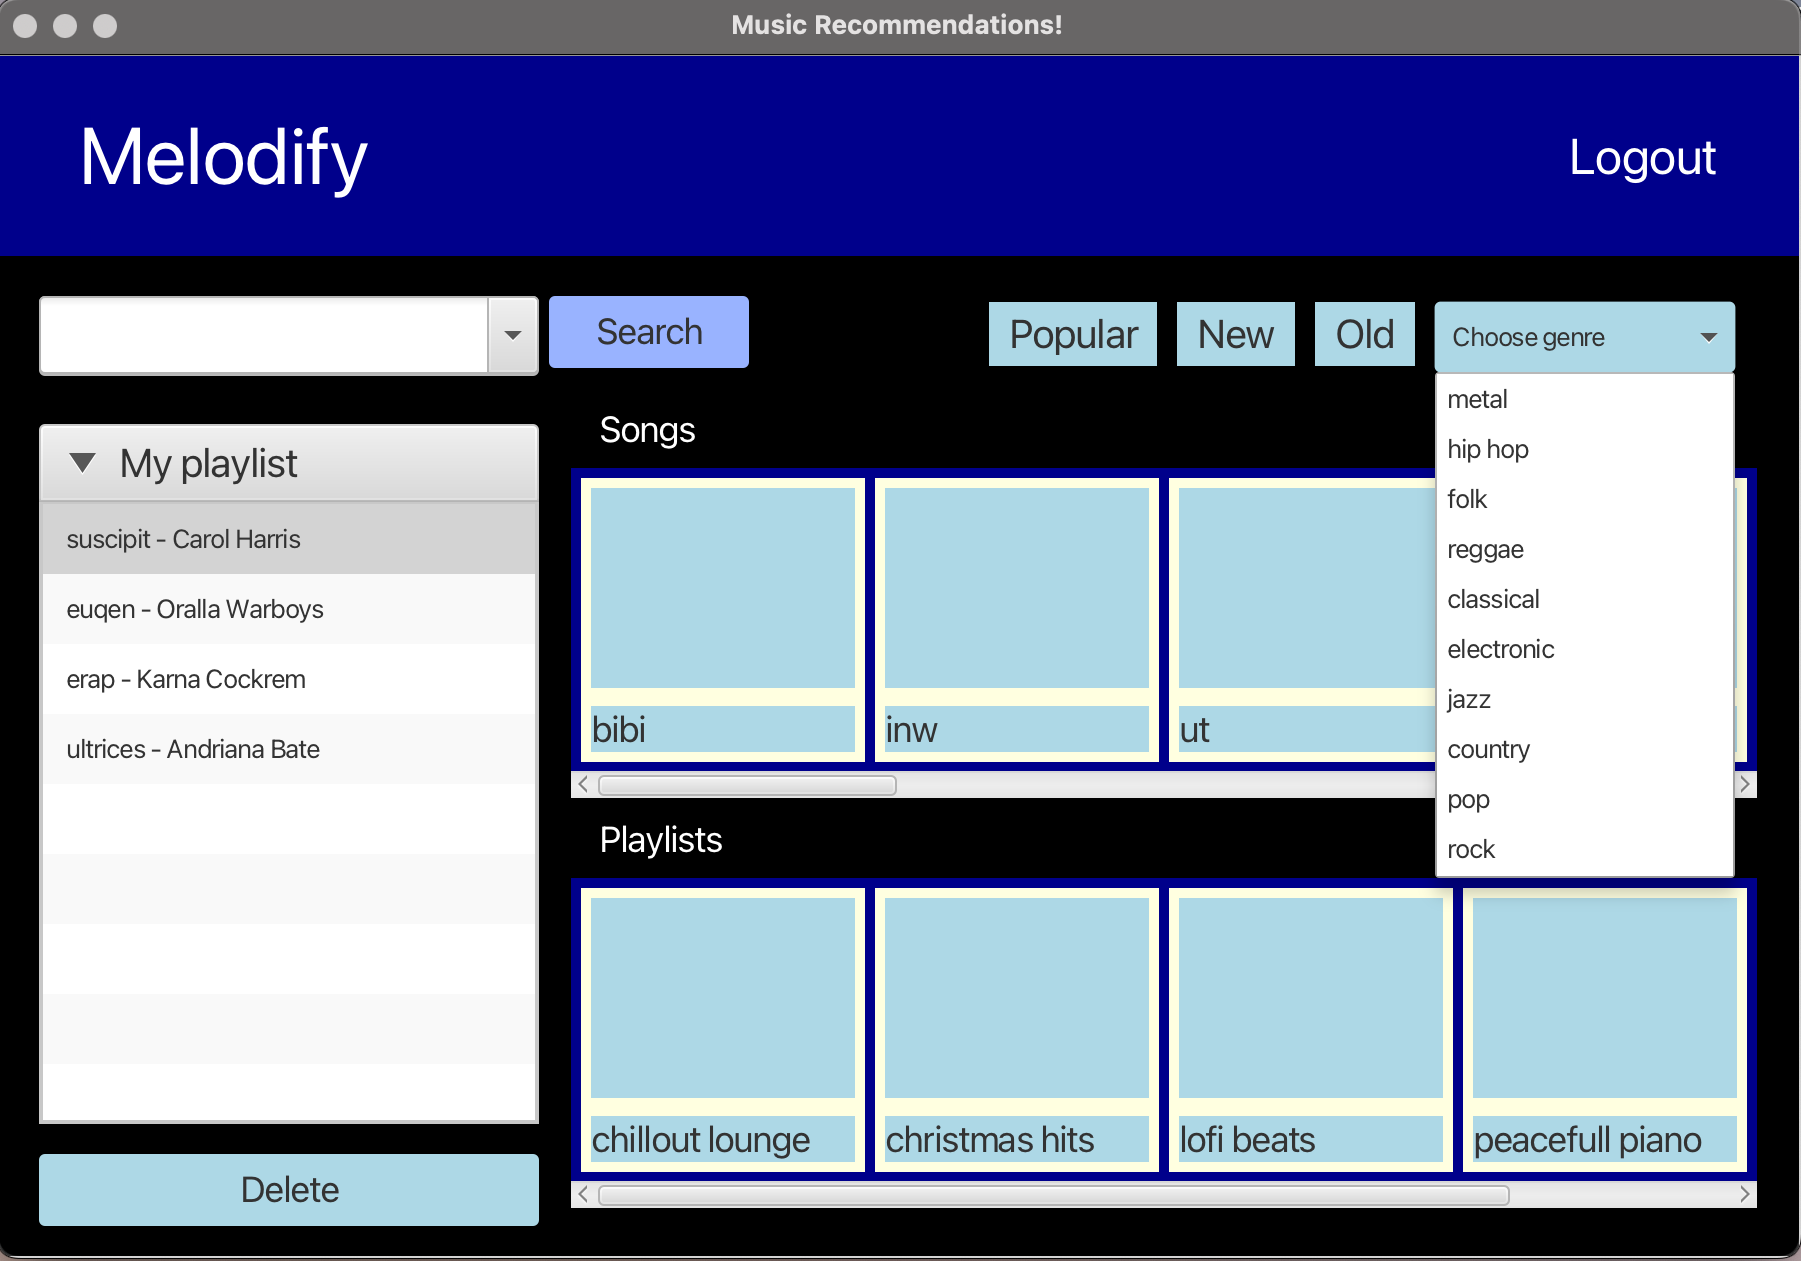 Music Recommendations!
Melodify
Logout
Search
Popular
New
Old
Choose genre
metal
hip hop
folk
reggae
classical
electronic
jazz
country
pop
rock
My playlist
suscipit - Carol Harris
euqen - Oralla Warboys
erap - Karna Cockrem
ultrices - Andriana Bate
Delete
Songs
bibi
inw
ut
Playlists
chillout lounge
christmas hits
lofi beats
peacefull piano